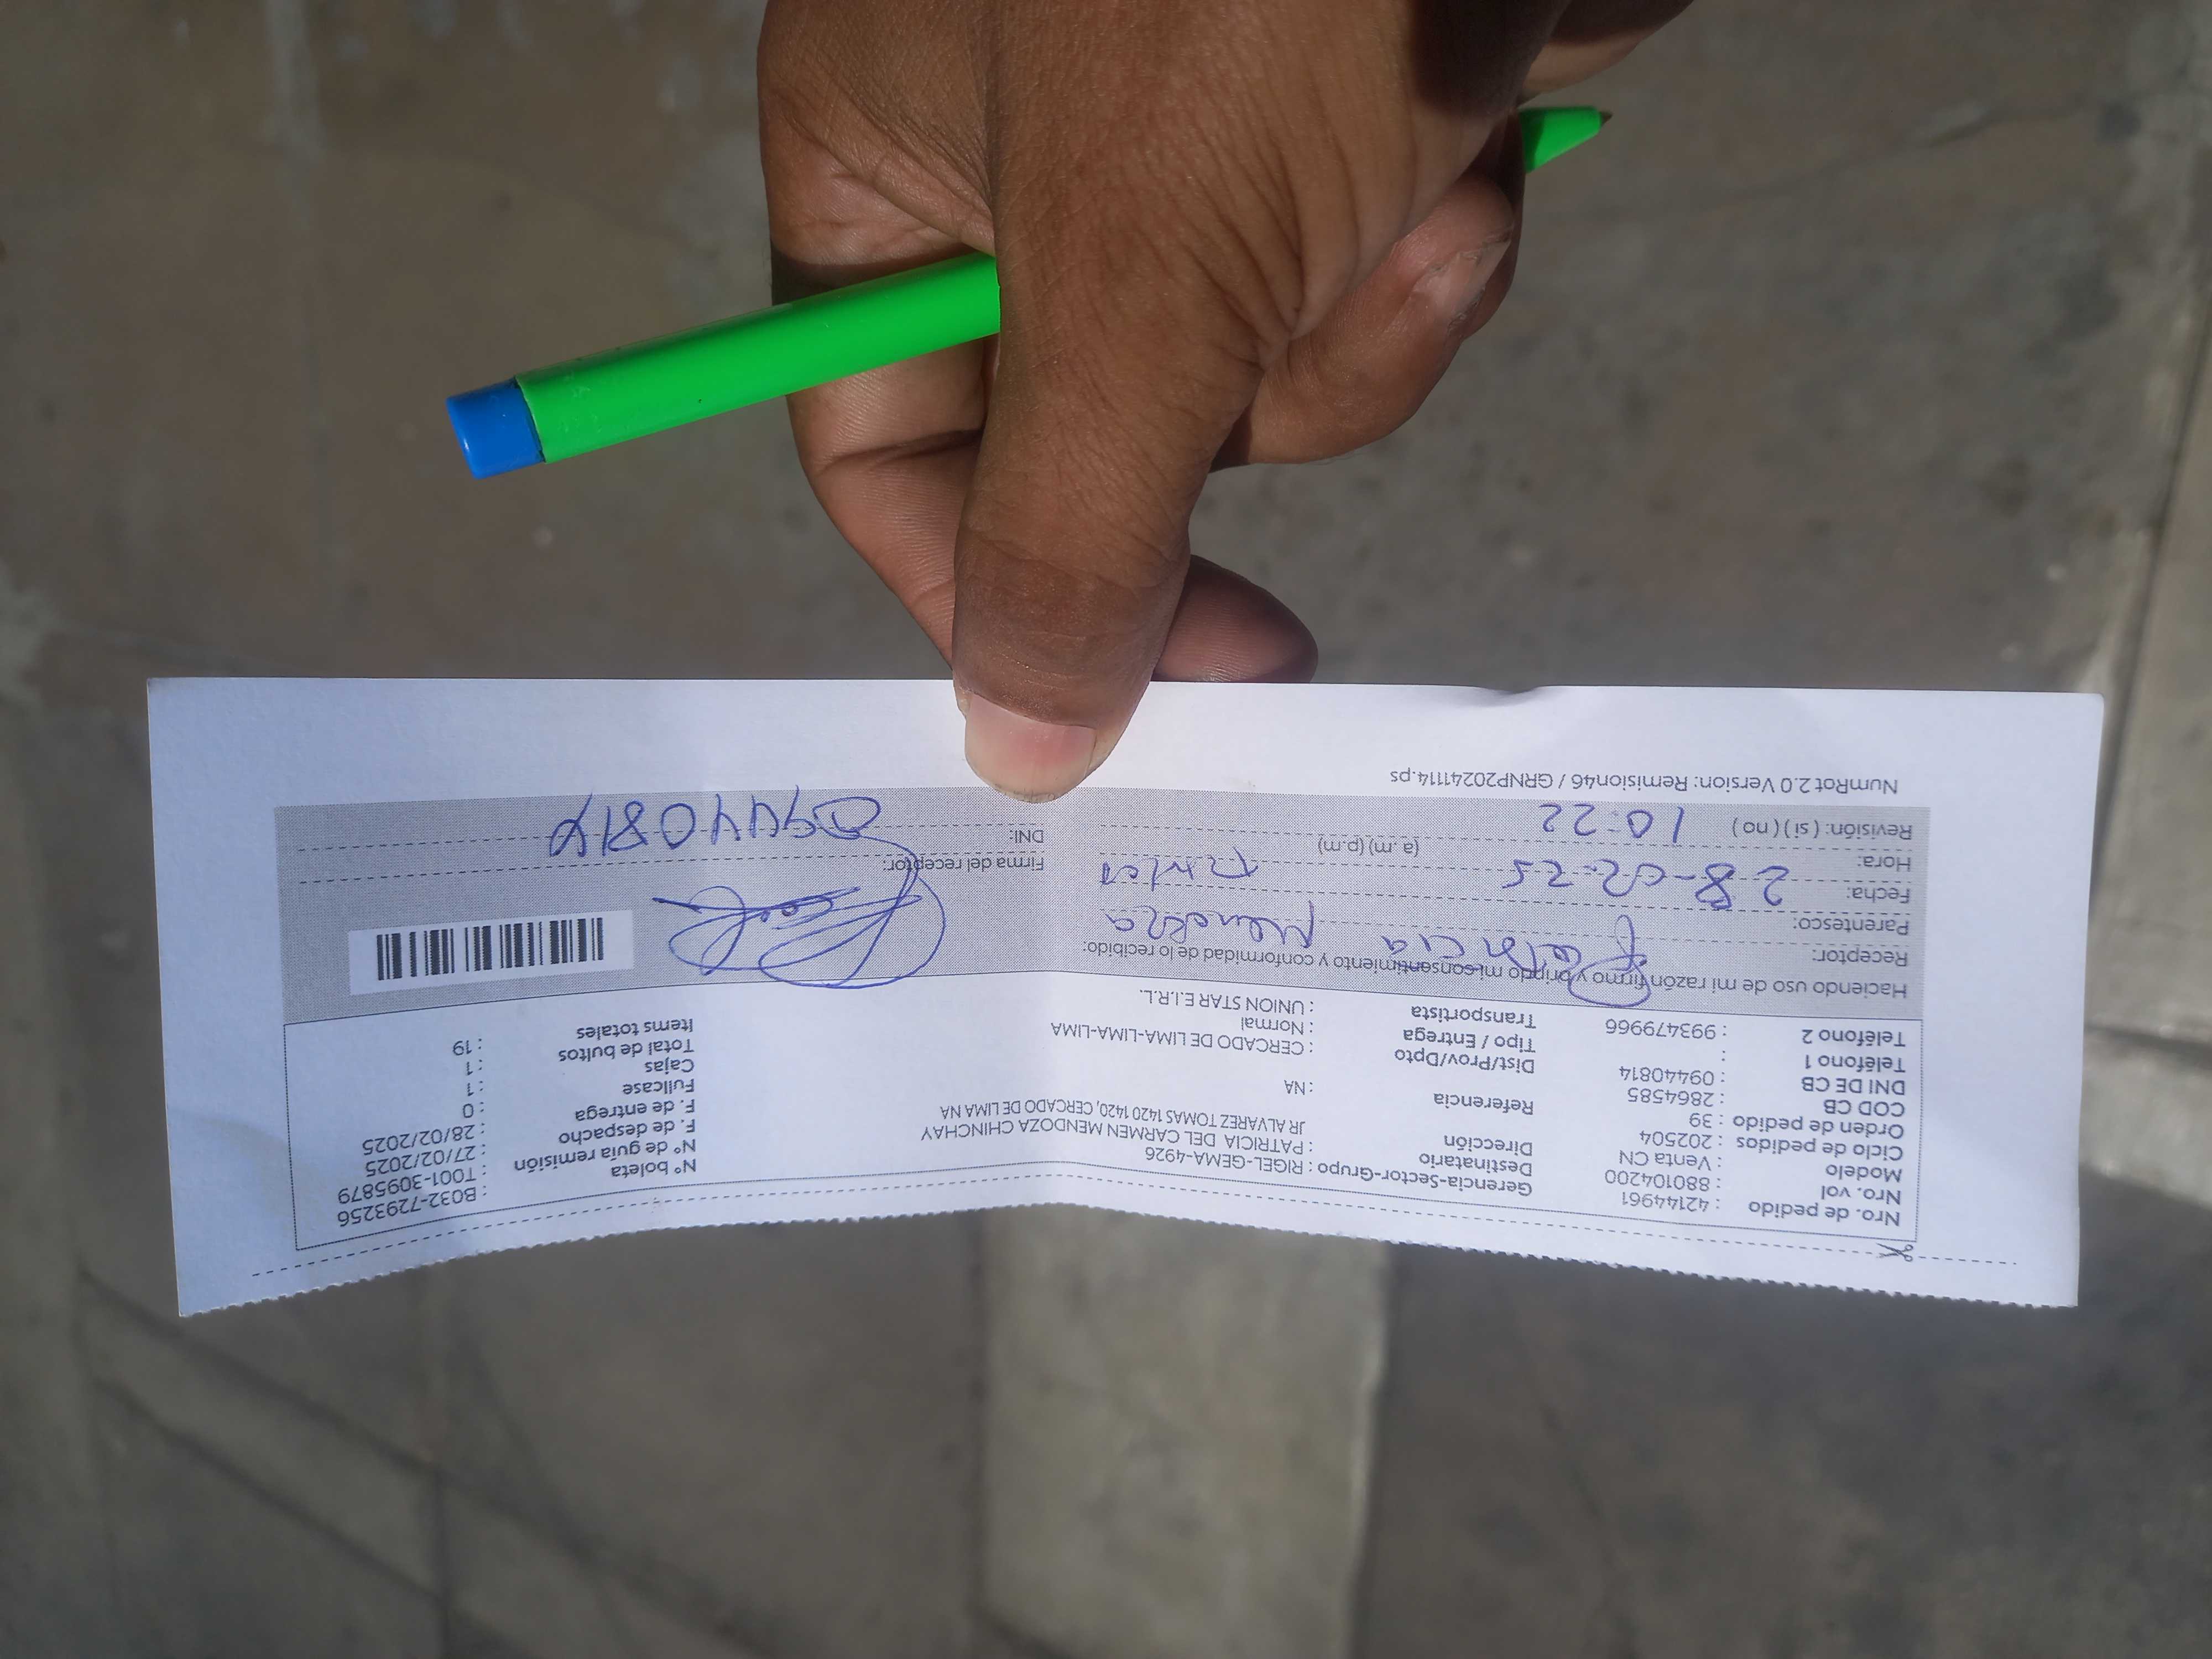 Nro. de pedido : 42144961
Nro. vol : 880104200
Modelo : Venta CN
Ciclo de pedidos : 202504
Orden de pedido : 39
COD CB : 2864585
DNI DE CB : 09440814
Teléfono 1 :
Teléfono 2 : 993479966
Gerencia-Sector-Grupo : RIGEL-GEMA-4926
Destinatario : PATRICIA DEL CARMEN MENDOZA CHINCHAY
Dirección JR ALVAREZ TOMAS 1420 1420, CERCADO DE LIMA NA
Referencia : NA
Dist/Prov/Dpto : CERCADO DE LIMA-LIMA-LIMA
Tipo / Entrega : Normal
Transportista : UNION STAR E.I.R.L.
N° boleta : B032-7293256
N° de guía remisión : T001-3095879
F. de despacho : 27/02/2025
F. de entrega : 28/02/2025
Fullcase : 0
Cajas : 1
Total de bultos : 1
Items totales : 19
Haciendo uso de mi razón firmo y brindo mi consentimiento y conformidad de lo recibido:
Receptor: Patricia Mendoza
Parentesco:
Fecha: 28-02-25
Hora: 10:22 (a.m) (p.m)
Revisión: ( si ) ( no )
Firma del receptor:
DNI: 09440814
NumRot 2.0 Version: Remision46 / GRNP20241114.ps